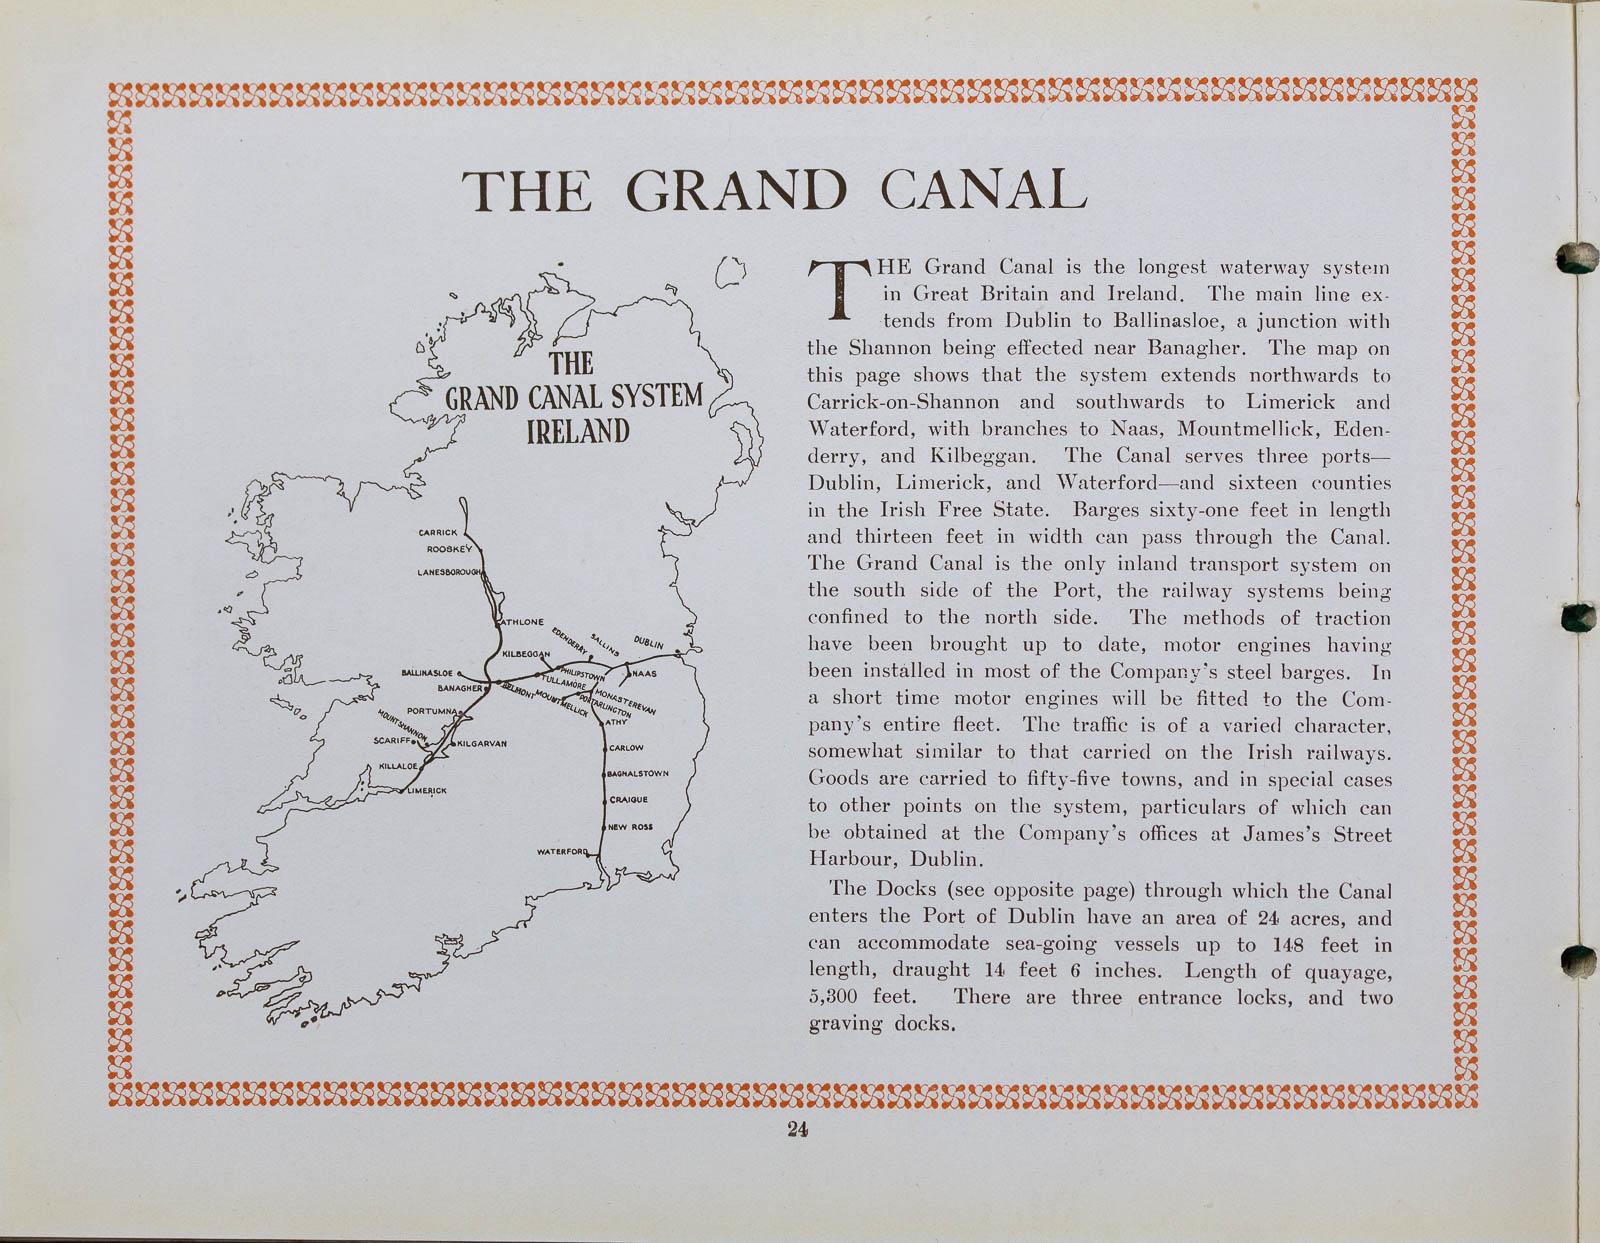 THE GRAND CANAL
THE
GRAND CANAL SYSTEM
IRELAND
CARRICK
ROOSKEY
LANESBOROUGH
ATHLONE
KILBEGGAN
EDENDERRY
SALLINS
DUBLIN
BALLINASLOE
BANAGHER
BELMONT
TULLAMORE
PHILIPSTOWN
NAAS
MOUNTMELLICK
PORTARLINGTON
MONASTEREVAN
PORTUMNA
MOUNTSHANNON
SCARIFF
KILGARVAN
KILLALOE
LIMERICK
ATHY
CARLOW
BAGNALSTOWN
CRAIGUE
NEW ROSS
WATERFORD
THE Grand Canal is the longest waterway system
in Great Britain and Ireland. The main line ex-
tends from Dublin to Ballinasloe, a junction with
the Shannon being effected near Banagher. The map on
this page shows that the system extends northwards to
Carrick-on-Shannon and southwards to Limerick and
Waterford, with branches to Naas, Mountmellick, Eden-
derry, and Kilbeggan. The Canal serves three ports—
Dublin, Limerick, and Waterford—and sixteen counties
in the Irish Free State. Barges sixty-one feet in length
and thirteen feet in width can pass through the Canal.
The Grand Canal is the only inland transport system on
the south side of the Port, the railway systems being
confined to the north side. The methods of traction
have been brought up to date, motor engines having
been installed in most of the Company's steel barges. In
a short time motor engines will be fitted to the Com-
pany's entire fleet. The traffic is of a varied character,
somewhat similar to that carried on the Irish railways.
Goods are carried to fifty-five towns, and in special cases
to other points on the system, particulars of which can
be obtained at the Company's offices at James's Street
Harbour, Dublin.
The Docks (see opposite page) through which the Canal
enters the Port of Dublin have an area of 24 acres, and
can accommodate sea-going vessels up to 148 feet in
length, draught 14 feet 6 inches. Length of quayage,
5,300 feet. There are three entrance locks, and two
graving docks.
24